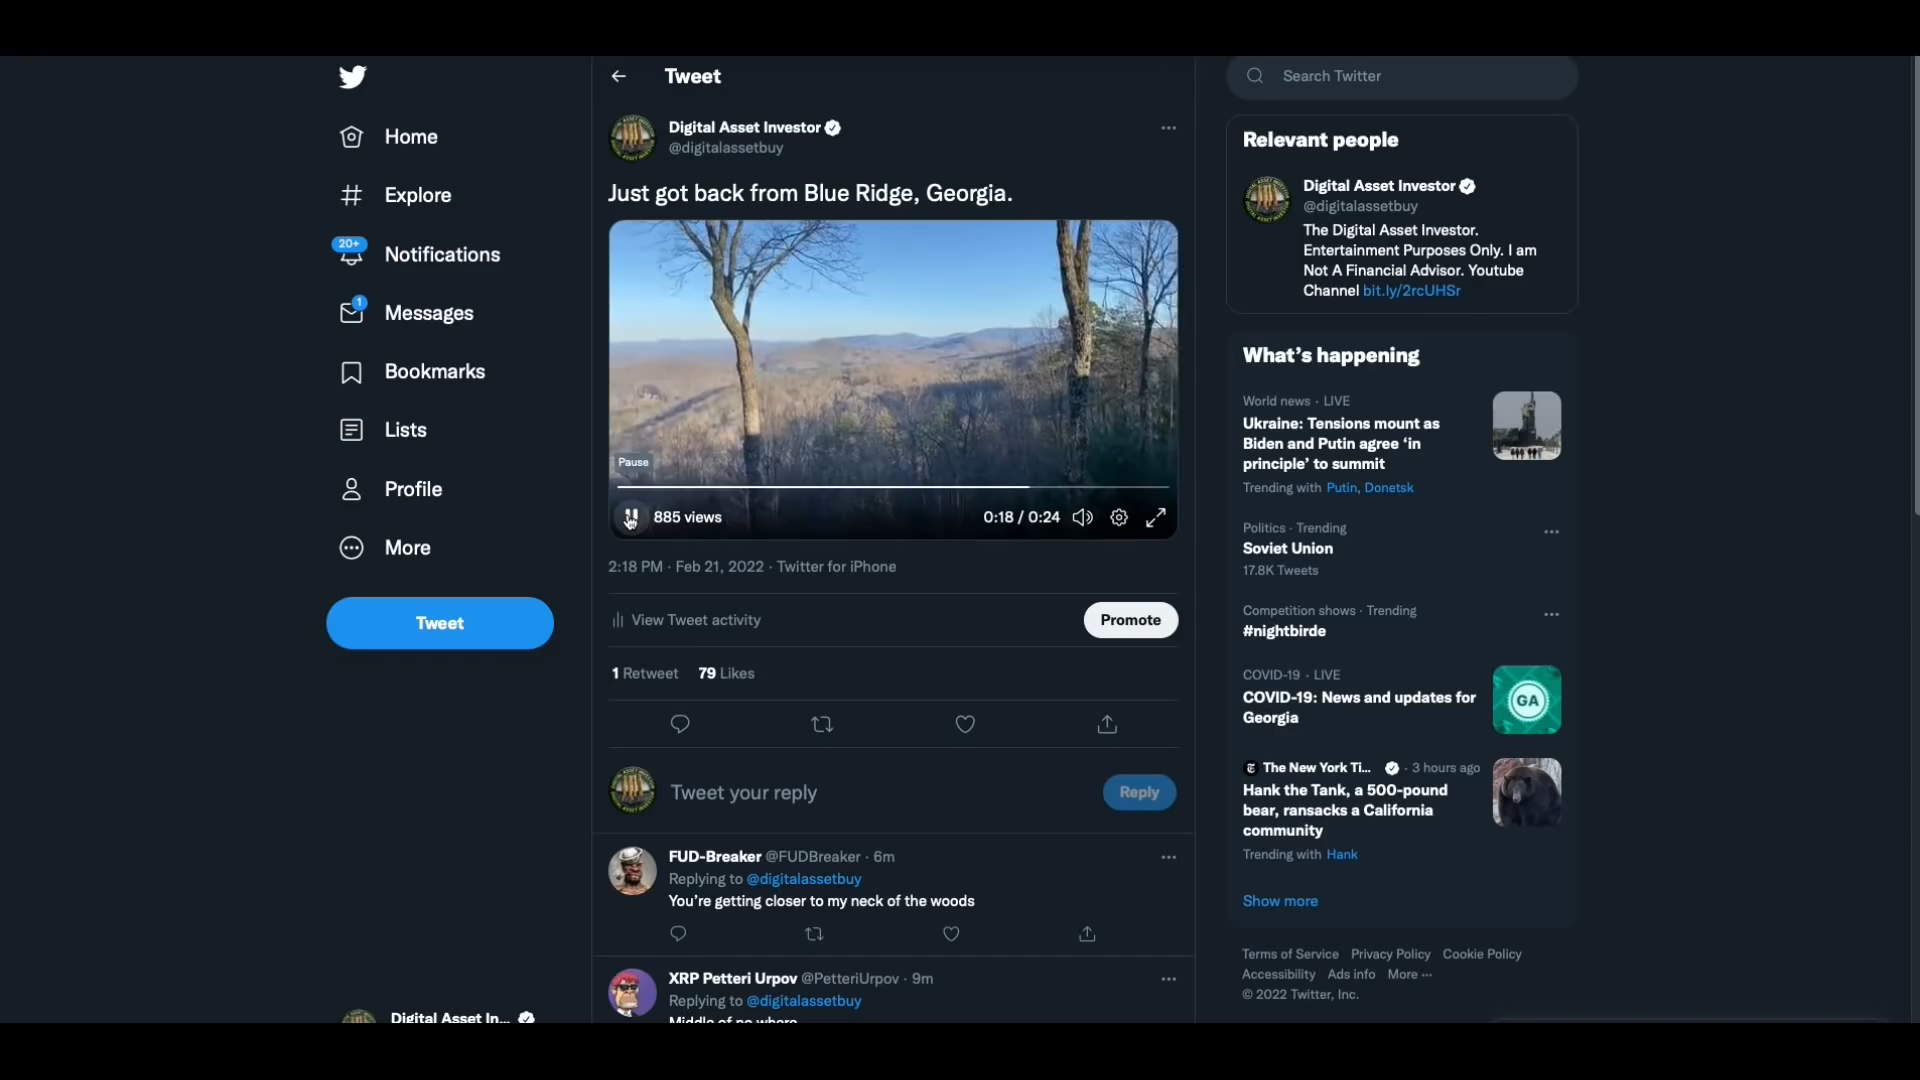 Home
Explore
20+
Notifications
1
Messages
Bookmarks
Lists
Profile
More
Tweet
Digital Asset In...
Tweet
Digital Asset Investor
@digitalassetbuy
Just got back from Blue Ridge, Georgia.
Pause
885 views
0:18 / 0:24
2:18 PM · Feb 21, 2022 · Twitter for iPhone
View Tweet activity
Promote
1 Retweet 79 Likes
Tweet your reply
Reply
FUD-Breaker @FUDBreaker · 6m
Replying to @digitalassetbuy
You're getting closer to my neck of the woods
XRP Petteri Urpov @PetteriUrpov · 9m
Replying to @digitalassetbuy
Middle of no where
Search Twitter
Relevant people
Digital Asset Investor
@digitalassetbuy
The Digital Asset Investor.
Entertainment Purposes Only. I am
Not A Financial Advisor. Youtube
Channel bit.ly/2rcUHSr
What's happening
World news · LIVE
Ukraine: Tensions mount as
Biden and Putin agree 'in
principle' to summit
Trending with Putin, Donetsk
Politics · Trending
Soviet Union
17.8K Tweets
Competition shows · Trending
#nightbirde
COVID-19 · LIVE
COVID-19: News and updates for
Georgia
GA
The New York Ti... · 3 hours ago
Hank the Tank, a 500-pound
bear, ransacks a California
community
Trending with Hank
Show more
Terms of Service Privacy Policy Cookie Policy
Accessibility Ads info More ...
© 2022 Twitter, Inc.